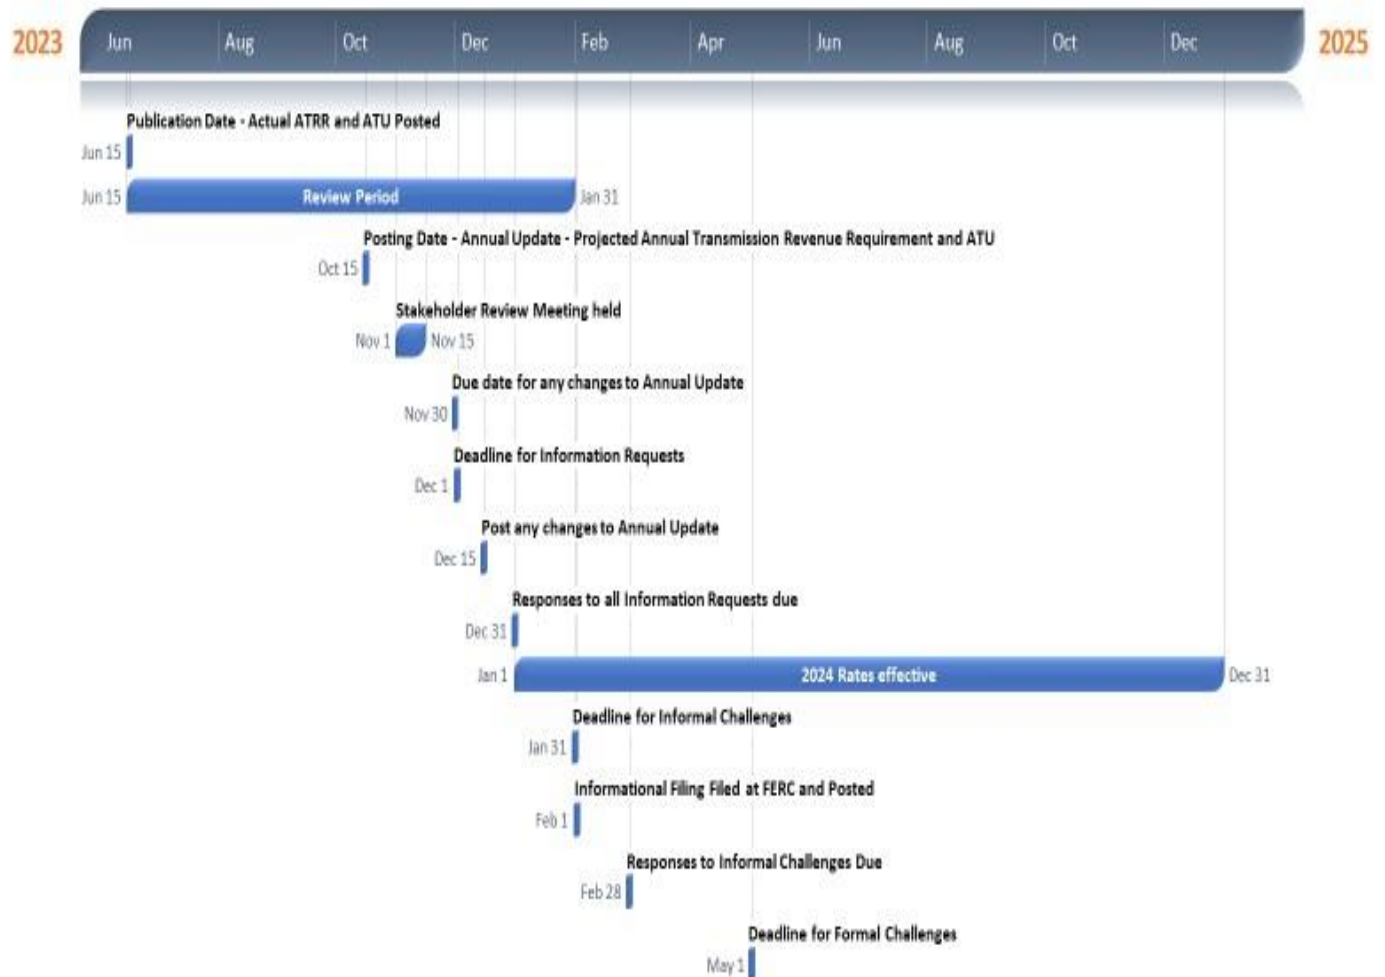 2023 Jun Aug Oct Dec Feb Apr Jun Aug Oct Dec 2025
Publication Date - Actual ATRR and ATU Posted
Jun 15
Jun 15 Review Period Jan 31
Posting Date - Annual Update - Projected Annual Transmission Revenue Requirement and ATU
Oct 15
Stakeholder Review Meeting held
Nov 1 Nov 15
Due date for any changes to Annual Update
Nov 30
Deadline for Information Requests
Dec 1
Post any changes to Annual Update
Dec 15
Responses to all Information Requests due
Dec 31
Jan 1 2024 Rates effective Dec 31
Deadline for Informal Challenges
Jan 31
Informational Filing Filed at FERC and Posted
Feb 1
Responses to Informal Challenges Due
Feb 28
Deadline for Formal Challenges
May 1